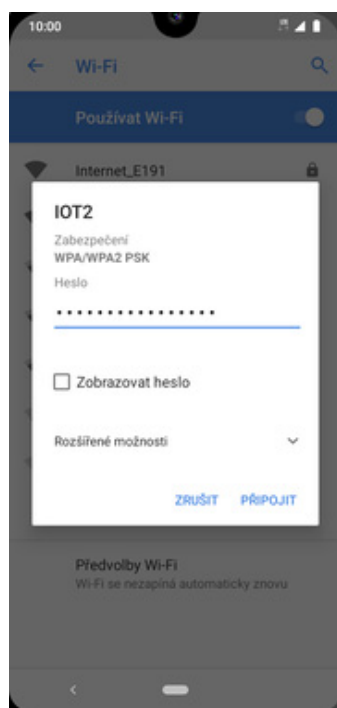 10:00
Wi-Fi
Používat Wi-Fi
Internet_E191
IOT2
Zabezpečení
WPA/WPA2 PSK
Heslo
••••••••••••••••
Zobrazovat heslo
Rozšířené možnosti
ZRUŠIT PŘIPOJIT
Předvolby Wi-Fi
Wi-Fi se nezapíná automaticky znovu